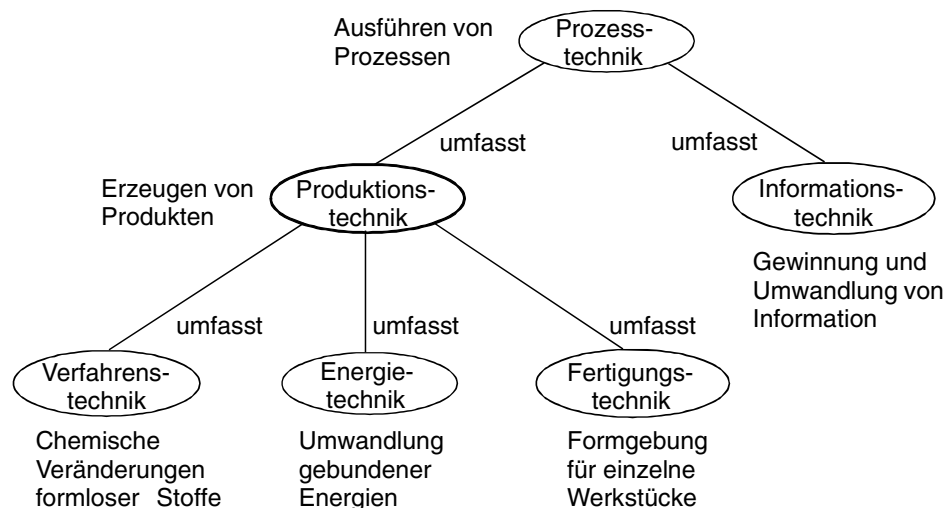 Ausführen von
Prozessen
Prozess-
technik
umfasst
umfasst
Erzeugen von
Produkten
Produktions-
technik
Informations-
technik
Gewinnung und
Umwandlung von
Information
umfasst
umfasst
umfasst
Verfahrens-
technik
Energie-
technik
Fertigungs-
technik
Chemische
Veränderungen
formloser Stoffe
Umwandlung
gebundener
Energien
Formgebung
für einzelne
Werkstücke